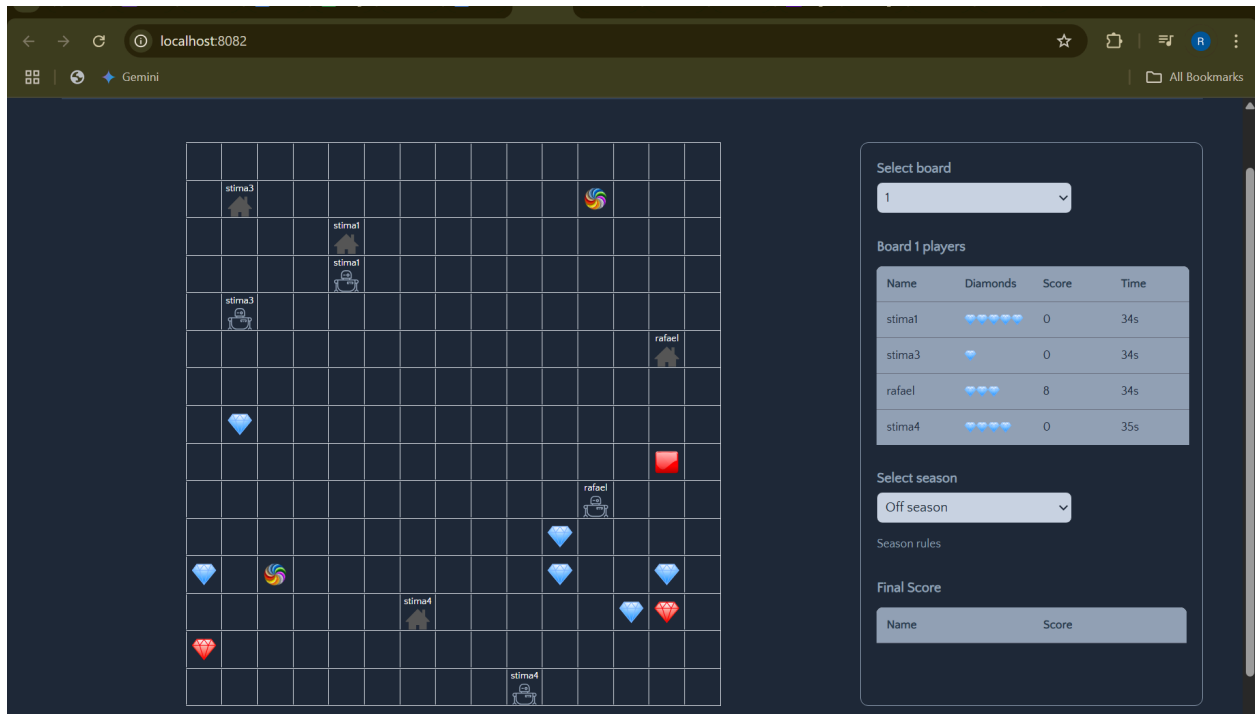 localhost:8082
R
Gemini
All Bookmarks
stima3
stima1
stima1
stima3
rafael
rafael
stima4
stima4
Select board
1
Board 1 players
Name Diamonds Score Time
stima1 0 34s
stima3 0 34s
rafael 8 34s
stima4 0 35s
Select season
Off season
Season rules
Final Score
Name Score